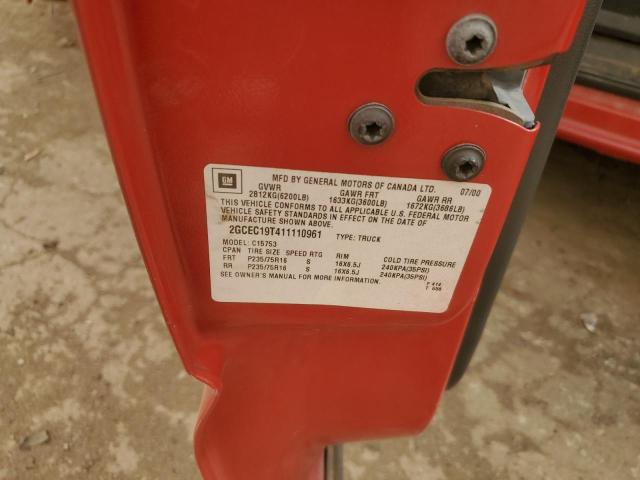 GM
MFD BY GENERAL MOTORS OF CANADA LTD. 07/00
GVWR GAWR FRT GAWR RR
2812KG(6200LB) 1633KG(3600LB) 1672KG(3686LB)
THIS VEHICLE CONFORMS TO ALL APPLICABLE U.S. FEDERAL MOTOR
VEHICLE SAFETY STANDARDS IN EFFECT ON THE DATE OF
MANUFACTURE SHOWN ABOVE.
2GCEC19T411110961 TYPE: TRUCK
MODEL: C15753
CPAN TIRE SIZE SPEED RTG RIM COLD TIRE PRESSURE
FRT P235/75R16 S 16X6.5J 240KPA(35PSI)
RR P235/75R16 S 16X6.5J 240KPA(35PSI)
SEE OWNER'S MANUAL FOR MORE INFORMATION.